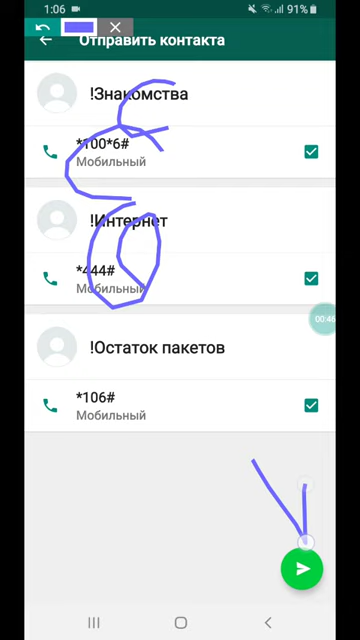 1:06
91%
Отправить контакта
!Знакомства
*100*6#
Мобильный
!Интернет
*444#
Мобильный
00:46
!Остаток пакетов
*106#
Мобильный